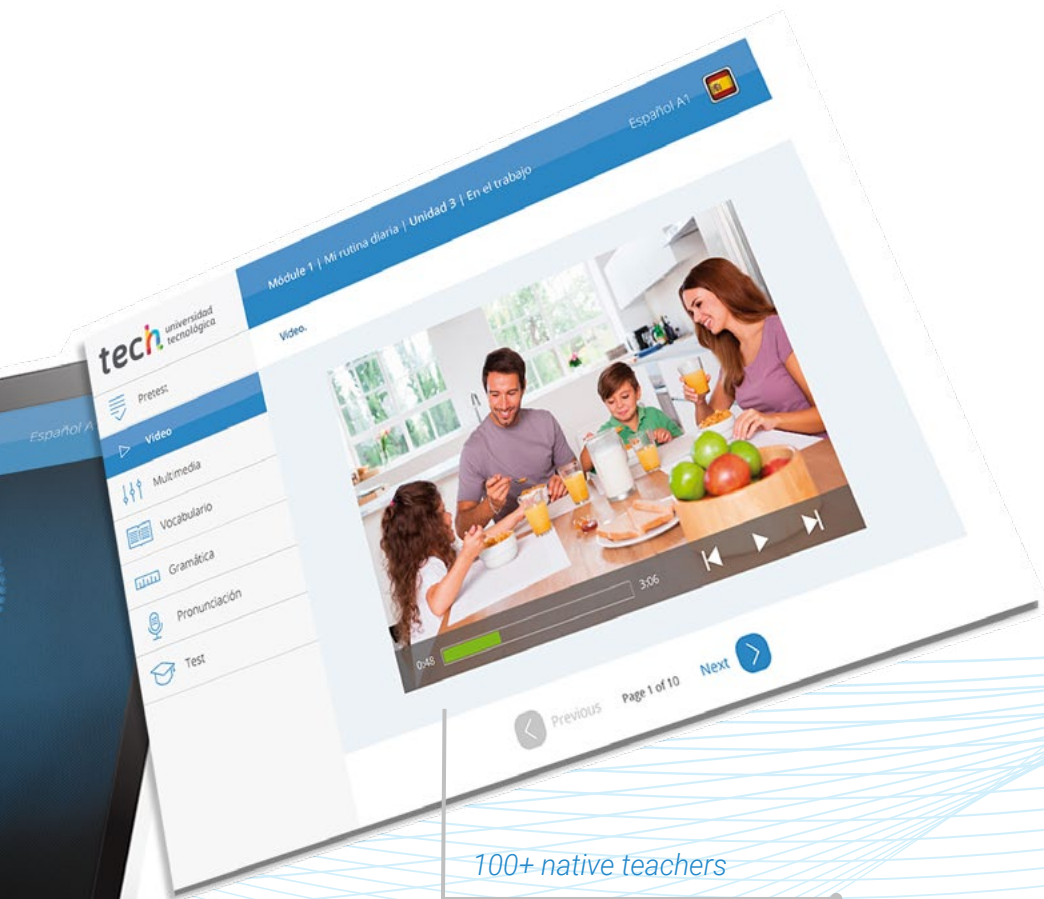 Español A1
Módule 1 | Mi rutina diaria | Unidad 3 | En el trabajo
tech universidad
tecnológica
Video.
Pretest
Video
Multimedia
Vocabulario
Gramática
Pronunciación
Test
0:48
3:06
Previous
Page 1 of 10
Next
Español A
100+ native teachers